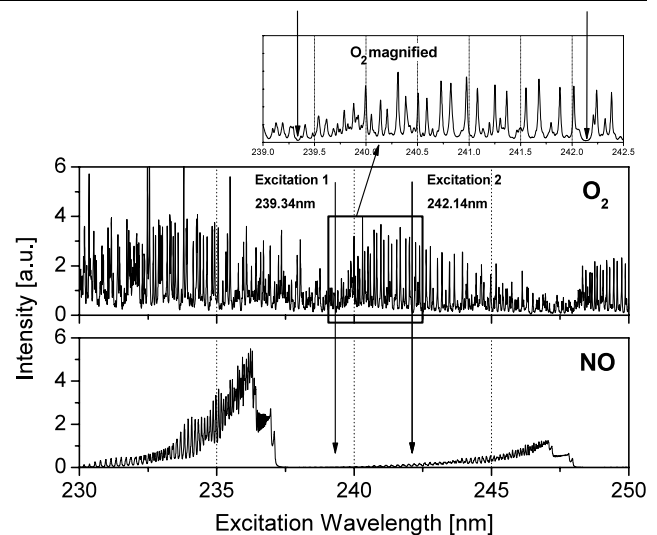 O2 magnified
239.0 239.5 240.0 240.5 241.0 241.5 242.0 242.5
6
4
2
0
Excitation 1
239.34nm
Excitation 2
242.14nm
O2
Intensity [a.u.]
6
4
2
0
NO
230 235 240 245 250
Excitation Wavelength [nm]